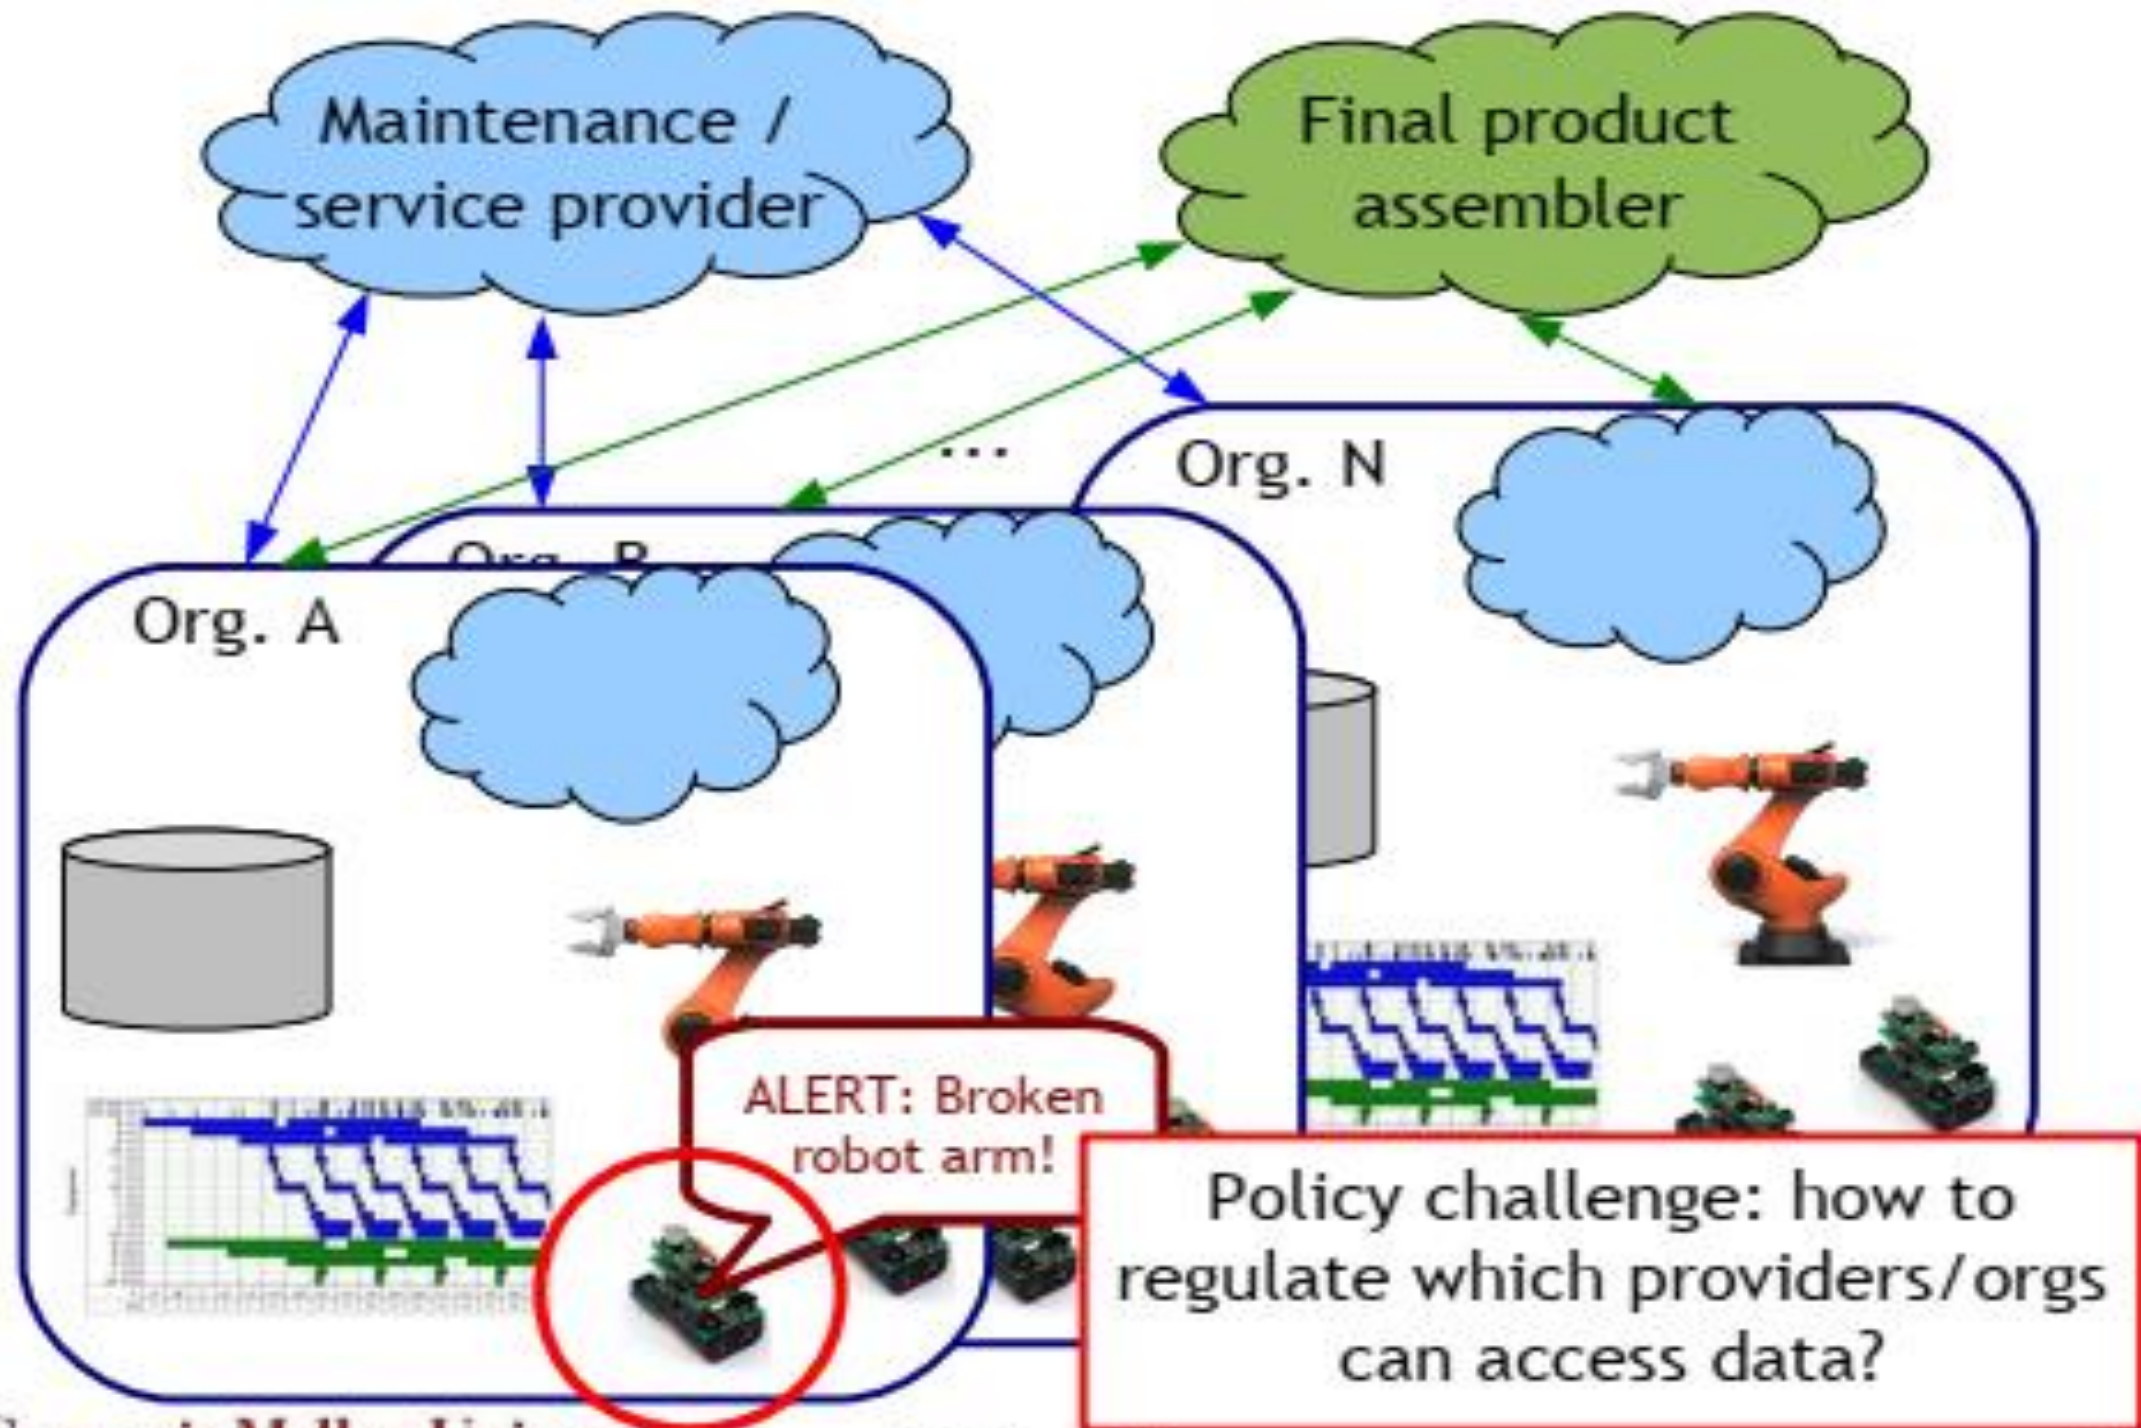 Maintenance /
service provider
Final product
assembler
...
Org. N
Org. B
Org. A
ALERT: Broken
robot arm!
Policy challenge: how to
regulate which providers/orgs
can access data?